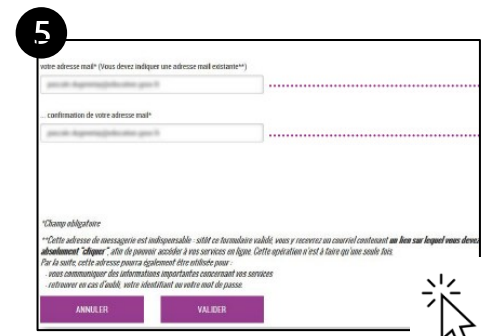 5
votre adresse mail* (Vous devez indiquer une adresse mail existante**)
... confirmation de votre adresse mail*
*Champ obligatoire
**Cette adresse de messagerie est indispensable : sitôt ce formulaire validé, vous y recevrez un courriel contenant un lien sur lequel vous devez
absolument "cliquer", afin de pouvoir accéder à vos services en ligne. Cette opération n'est à faire qu'une seule fois.
Par la suite, cette adresse pourra également être utilisée pour :
- vous communiquer des informations importantes concernant vos services
- retrouver en cas d'oubli, votre identifiant ou votre mot de passe.
ANNULER VALIDER